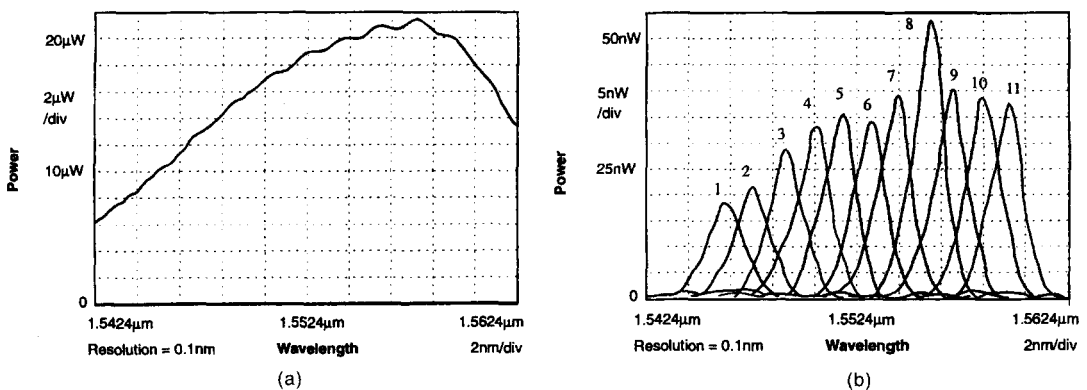 20µW
2µW
/div
10µW
0
Power
1.5424µm
1.5524µm
1.5624µm
Resolution = 0.1nm
Wavelength
2nm/div
(a)
50nW
5nW
/div
25nW
0
Power
1
2
3
4
5
6
7
8
9
10
11
1.5424µm
1.5524µm
1.5624µm
Resolution = 0.1nm
Wavelength
2nm/div
(b)